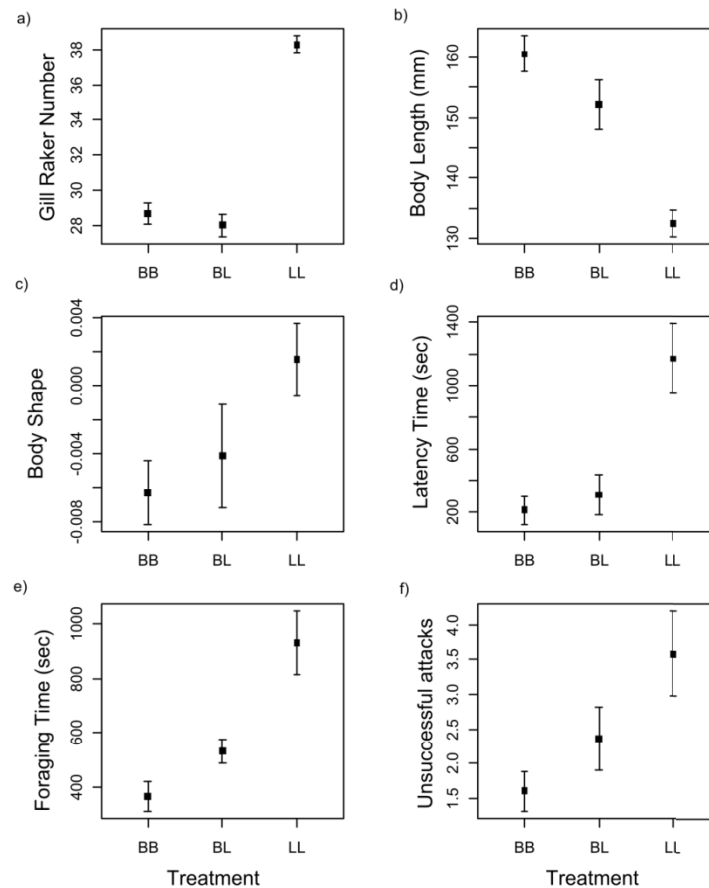 a)
Gill Raker Number
38
36
34
32
30
28
BB BL LL
b)
Body Length (mm)
160
150
140
130
BB BL LL
c)
Body Shape
0.004
0.000
-0.004
-0.008
BB BL LL
d)
Latency Time (sec)
1400
1000
600
200
BB BL LL
e)
Foraging Time (sec)
1000
800
600
400
BB BL LL
Treatment
f)
Unsuccessful attacks
4.0
3.5
3.0
2.5
2.0
1.5
BB BL LL
Treatment